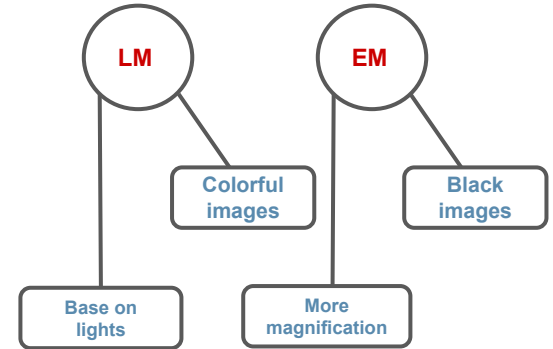 LM
EM
Colorful
images
Black
images
Base on
lights
More
magnification